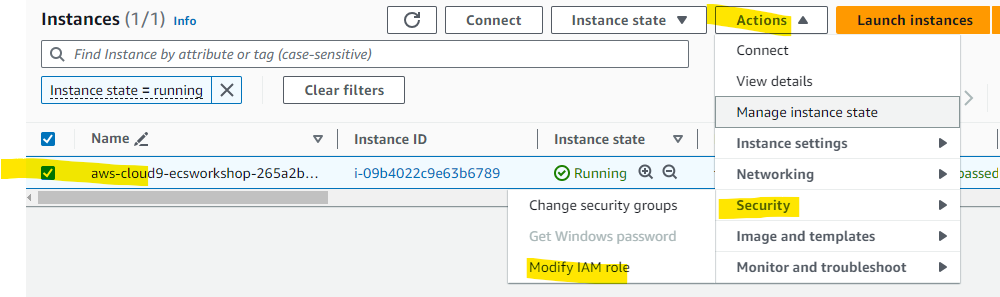 Instances (1/1) Info
Connect
Instance state
Actions
Launch instances
Find Instance by attribute or tag (case-sensitive)
Instance state = running
Clear filters
Connect
View details
Manage instance state
Instance settings
Networking
Security
Image and templates
Monitor and troubleshoot
Name
Instance ID
Instance state
aws-cloud9-ecsworkshop-265a2b...
i-09b4022c9e63b6789
Running
passed
Change security groups
Get Windows password
Modify IAM role